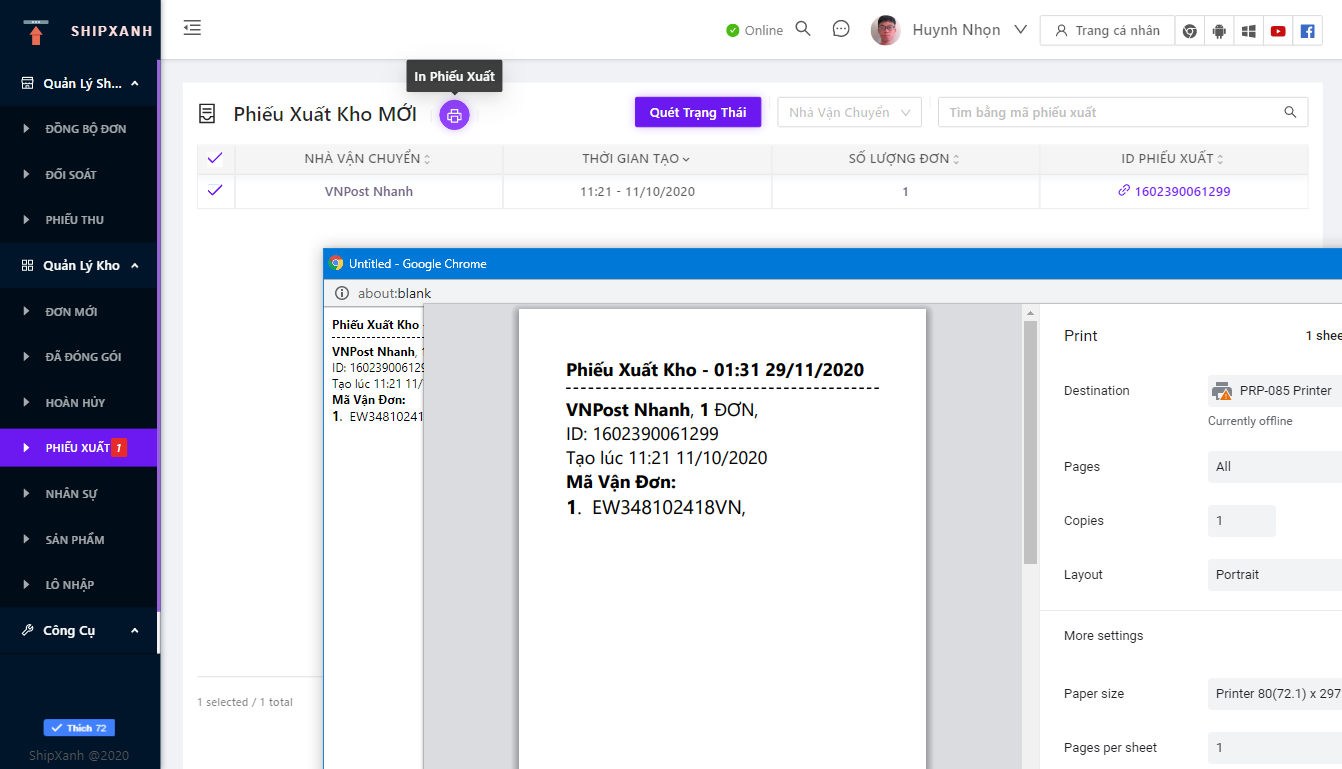 SHIPXANH
Online
Huynh Nhọn
Trang cá nhân
Quản Lý Sh...
ĐỒNG BỘ ĐƠN
ĐỐI SOÁT
PHIẾU THU
Quản Lý Kho
ĐƠN MỚI
ĐÃ ĐÓNG GÓI
HOÀN HỦY
PHIẾU XUẤT 1
NHÂN SỰ
SẢN PHẨM
LÔ NHẬP
Công Cụ
Thích 72
ShipXanh @2020
In Phiếu Xuất
Phiếu Xuất Kho MỚI
Quét Trạng Thái
Nhà Vận Chuyển
Tìm bằng mã phiếu xuất
NHÀ VẬN CHUYỂN THỜI GIAN TẠO SỐ LƯỢNG ĐƠN ID PHIẾU XUẤT
VNPost Nhanh 11:21 - 11/10/2020 1 1602390061299
1 selected / 1 total
Untitled - Google Chrome
about:blank
Phiếu Xuất Kho
VNPost Nhanh,
ID: 160239006129
Tạo lúc 11:21 11/
Mã Vận Đơn:
1. EW34810241
Phiếu Xuất Kho - 01:31 29/11/2020
--------------------------------
VNPost Nhanh, 1 ĐƠN,
ID: 1602390061299
Tạo lúc 11:21 11/10/2020
Mã Vận Đơn:
1. EW348102418VN,
Print 1 shee
Destination PRP-085 Printer
Currently offline
Pages All
Copies 1
Layout Portrait
More settings
Paper size Printer 80(72.1) x 297
Pages per sheet 1